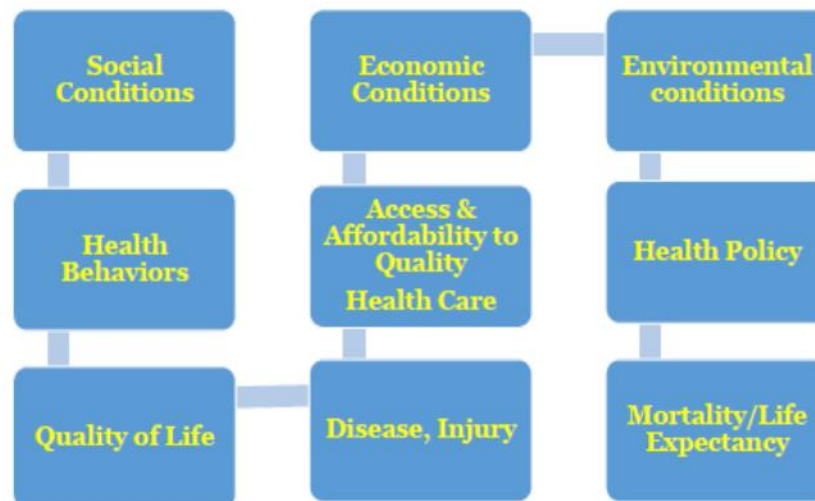 Social
Conditions
Health
Behaviors
Quality of Life
Disease, Injury
Access &
Affordability to
Quality
Health Care
Economic
Conditions
Environmental
conditions
Health Policy
Mortality/Life
Expectancy